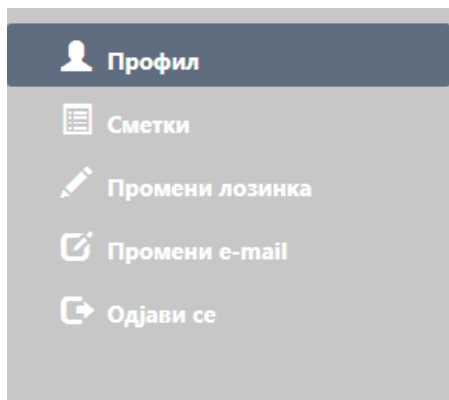 Профил
Сметки
Промени лозинка
Промени e-mail
Одјави се